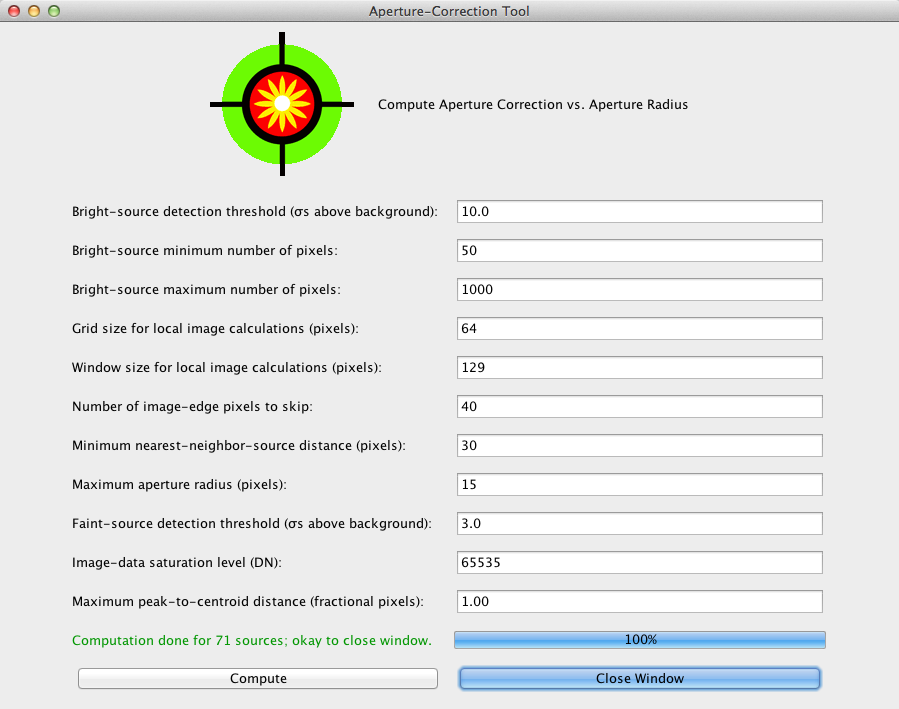 Aperture-Correction Tool
Compute Aperture Correction vs. Aperture Radius
Bright-source detection threshold (σs above background): 10.0
Bright-source minimum number of pixels: 50
Bright-source maximum number of pixels: 1000
Grid size for local image calculations (pixels): 64
Window size for local image calculations (pixels): 129
Number of image-edge pixels to skip: 40
Minimum nearest-neighbor-source distance (pixels): 30
Maximum aperture radius (pixels): 15
Faint-source detection threshold (σs above background): 3.0
Image-data saturation level (DN): 65535
Maximum peak-to-centroid distance (fractional pixels): 1.00
Computation done for 71 sources; okay to close window. 100%
Compute Close Window